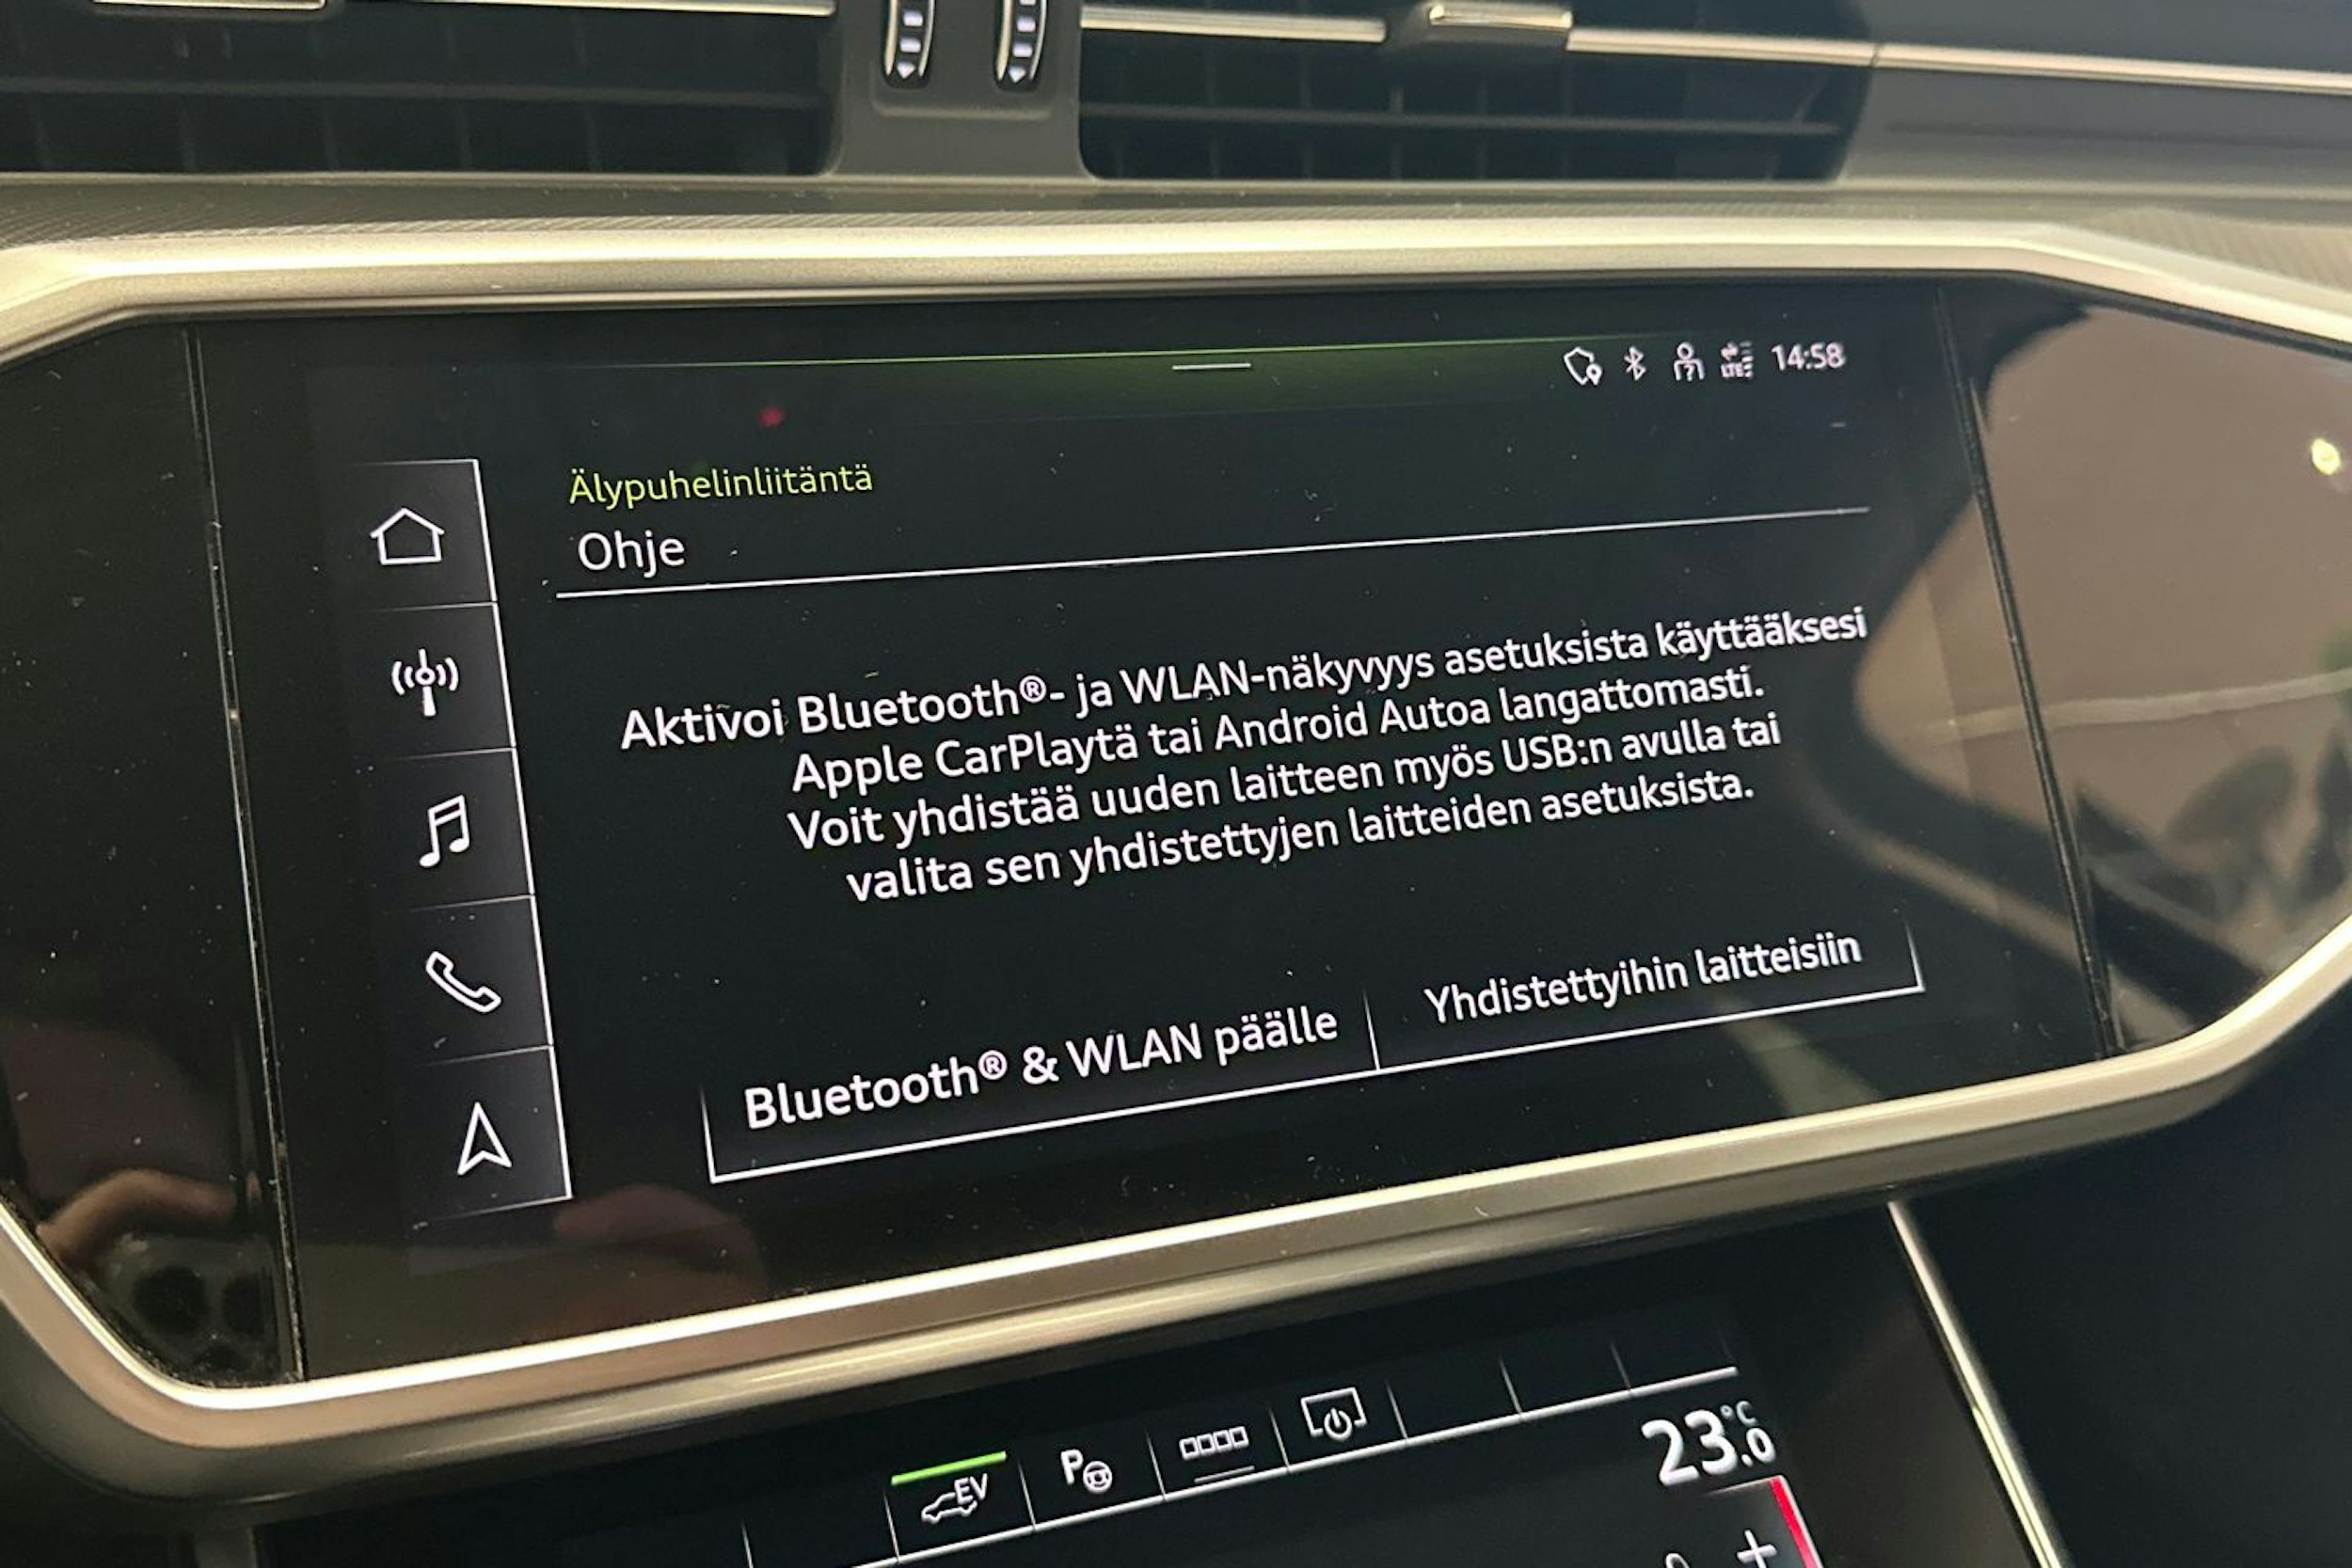 LTE 14:58
Älypuhelinliitäntä
Ohje
Aktivoi Bluetooth®- ja WLAN-näkyvyys asetuksista käyttääksesi
Apple CarPlaytä tai Android Autoa langattomasti.
Voit yhdistää uuden laitteen myös USB:n avulla tai
valita sen yhdistettyjen laitteiden asetuksista.
Bluetooth® & WLAN päälle
Yhdistettyihin laitteisiin
EV
P
23.0 °C
+